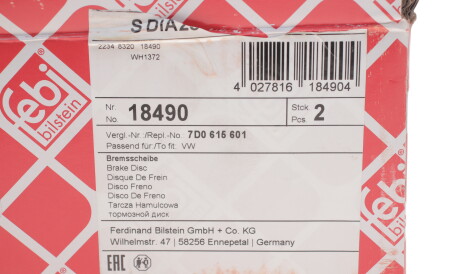 2234 6320 18490
WH1372
4 027816 184904
Nr.
No. 18490
Stck
Pcs 2
Vergl.-Nr.:/Repl.-No. 7D0 615 601
Passend für:/To fit: VW
Bremsscheibe
Brake Disc
Disque De Frein
Disco Freno
Disco De Freno
Tarcza Hamulcowa
тормозной диск
Ferdinand Bilstein GmbH + Co. KG
Wilhelmstr. 47 | 58256 Ennepetal | Germany
EAC
febi
bilstein
febi
bilstein